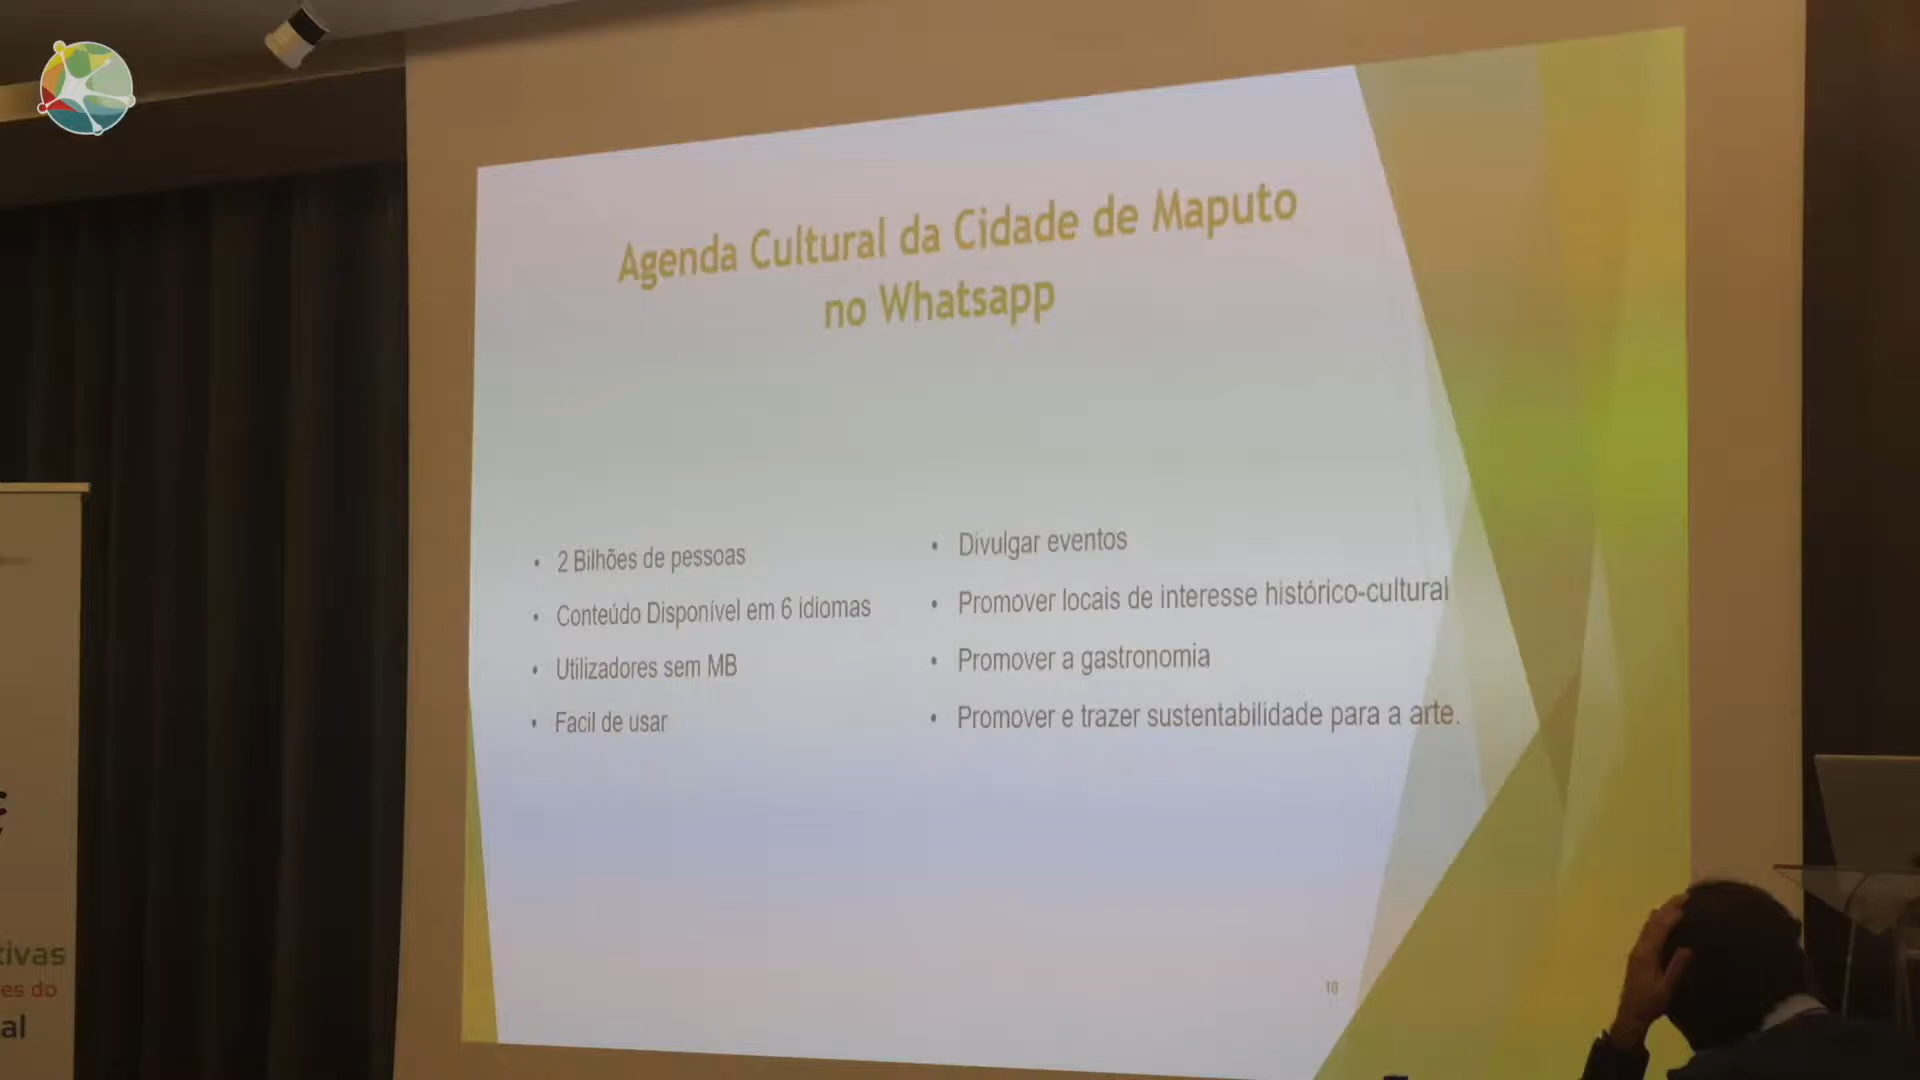 Agenda Cultural da Cidade de Maputo
no Whatsapp
• 2 Bilhões de pessoas
• Conteúdo Disponível em 6 idiomas
• Utilizadores sem MB
• Facil de usar
• Divulgar eventos
• Promover locais de interesse histórico-cultural
• Promover a gastronomia
• Promover e trazer sustentabilidade para a arte.
10
tivas
es do
al